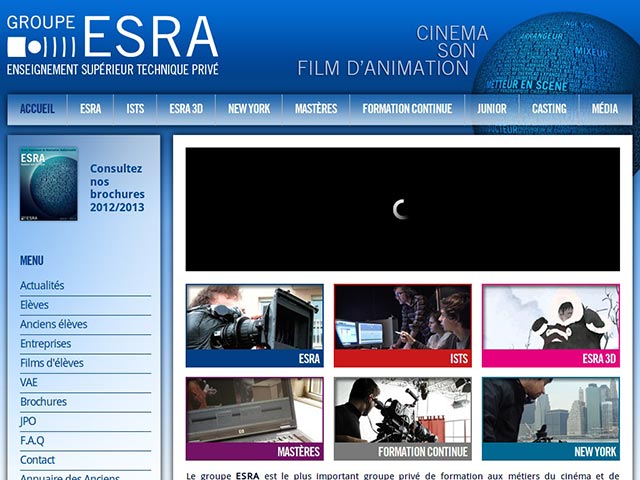 GROUPE
ESRA
ENSEIGNEMENT SUPÉRIEUR TECHNIQUE PRIVÉ
CINEMA
SON
FILM D'ANIMATION
INGE SON
ARRANGEUR
MIXEUR
METTEUR EN SCENE
ACTEUR
ACCUEIL ESRA ISTS ESRA 3D NEW YORK MASTÈRES FORMATION CONTINUE JUNIOR CASTING MÉDIA
ESRA
Consultez
nos
brochures
2012/2013
MENU
Actualités
Elèves
Anciens élèves
Entreprises
Films d'élèves
VAE
Brochures
JPO
F.A.Q
Contact
Annuaire des Anciens
ESRA
ISTS
ESRA 3D
MASTÈRES
FORMATION CONTINUE
NEW YORK
Le groupe ESRA est le plus important groupe privé de formation aux métiers du cinéma et de